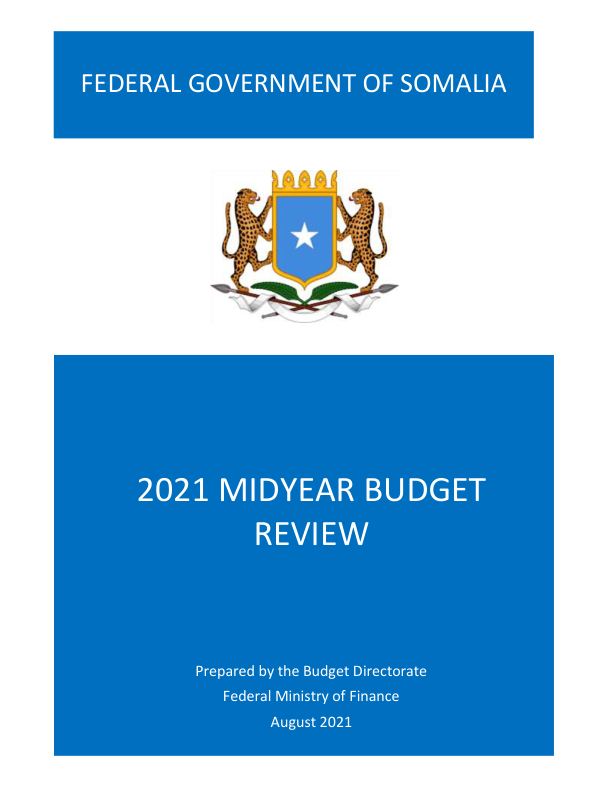 FEDERAL GOVERNMENT OF SOMALIA
2021 MIDYEAR BUDGET
REVIEW
Prepared by the Budget Directorate
Federal Ministry of Finance
August 2021